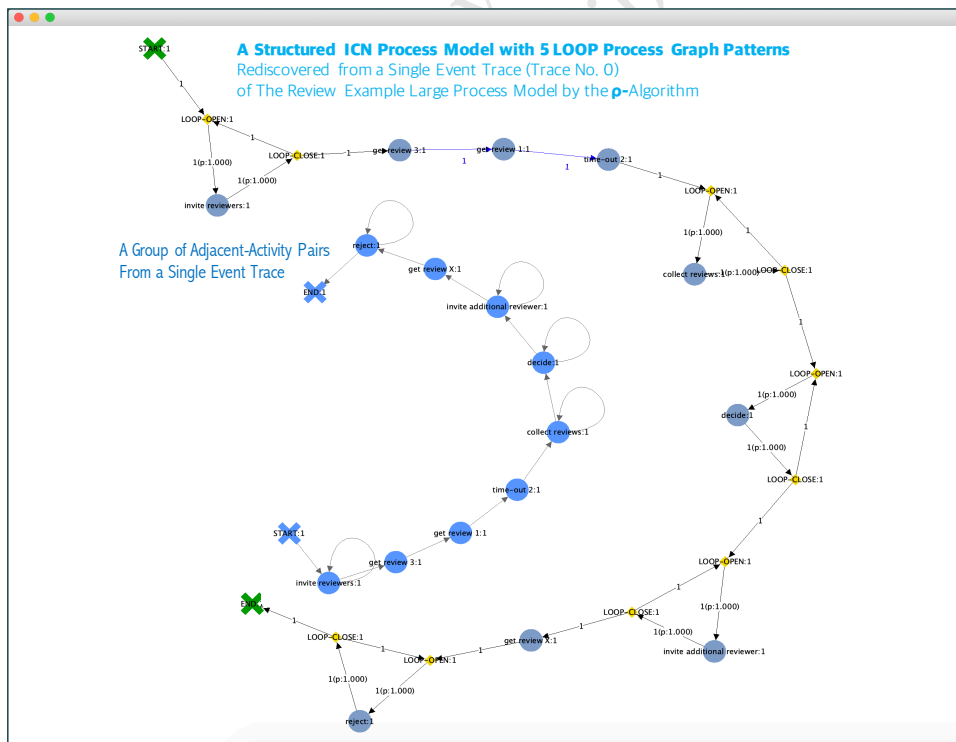 A Structured ICN Process Model with 5 LOOP Process Graph Patterns
START:1
Rediscovered from a Single Event Trace (Trace No. 0)
of The Review Example Large Process Model by the ρ-Algorithm
1
LOOP-OPEN:1
1
LOOP-CLOSE:1
1
get review 3:1
1
get review 1:1
1
time-out 2:1
1
1(p:1.000)
1(p:1.000)
invite reviewers:1
LOOP-OPEN:1
1
1(p:1.000)
collect reviews:1
1(p:1.000)
LOOP-CLOSE:1
A Group of Adjacent-Activity Pairs
From a Single Event Trace
reject:1
get review X:1
END:1
invite additional reviewer:1
1
decide:1
LOOP-OPEN:1
1(p:1.000)
decide:1
1
collect reviews:1
1(p:1.000)
LOOP-CLOSE:1
time-out 2:1
1
START:1
get review 1:1
get review 3:1
invite reviewers:1
LOOP-OPEN:1
1
1(p:1.000)
LOOP-CLOSE:1
1(p:1.000)
invite additional reviewer:1
1
get review X:1
1
1
LOOP-CLOSE:1
1
LOOP-OPEN:1
1(p:1.000)
1(p:1.000)
reject:1